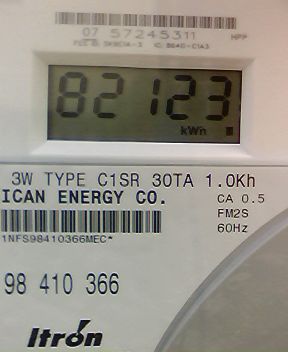 07 57245311 HPP
82123
kWh
3W TYPE C1SR 30TA 1.0Kh
ICAN ENERGY CO.
CA 0.5
FM2S
60Hz
1NFS98410366MEC*
98 410 366
Itron